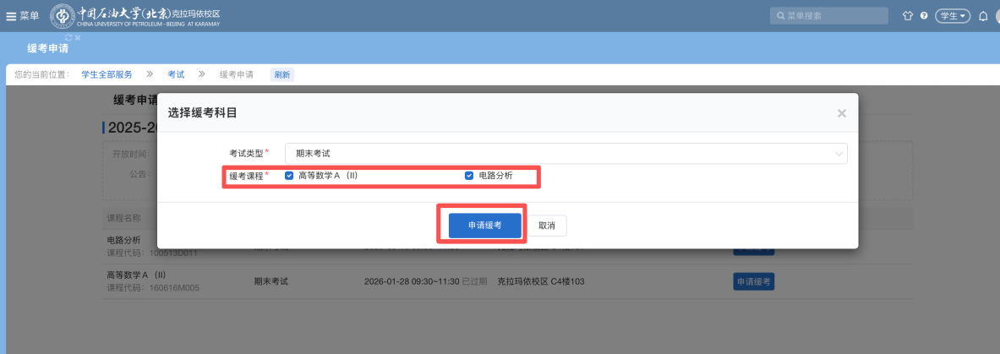 菜单 中国石油大学(北京)克拉玛依校区 菜单搜索 学生
CHINA UNIVERSITY OF PETROLEUM - BEIJING AT KARAMAY
缓考申请
您的当前位置: 学生全部服务 考试 缓考申请 刷新
缓考申请
选择缓考科目
2025-20
考试类型* 期末考试
开放时间:
缓考课程* 高等数学A (II) 电路分析
公告:
课程名称
申请缓考 取消
电路分析
课程代码: 100513D011
高等数学A (II)
课程代码: 160616M005
期末考试 2026-01-28 09:30~11:30 已过期 克拉玛依校区 C4楼103 申请缓考